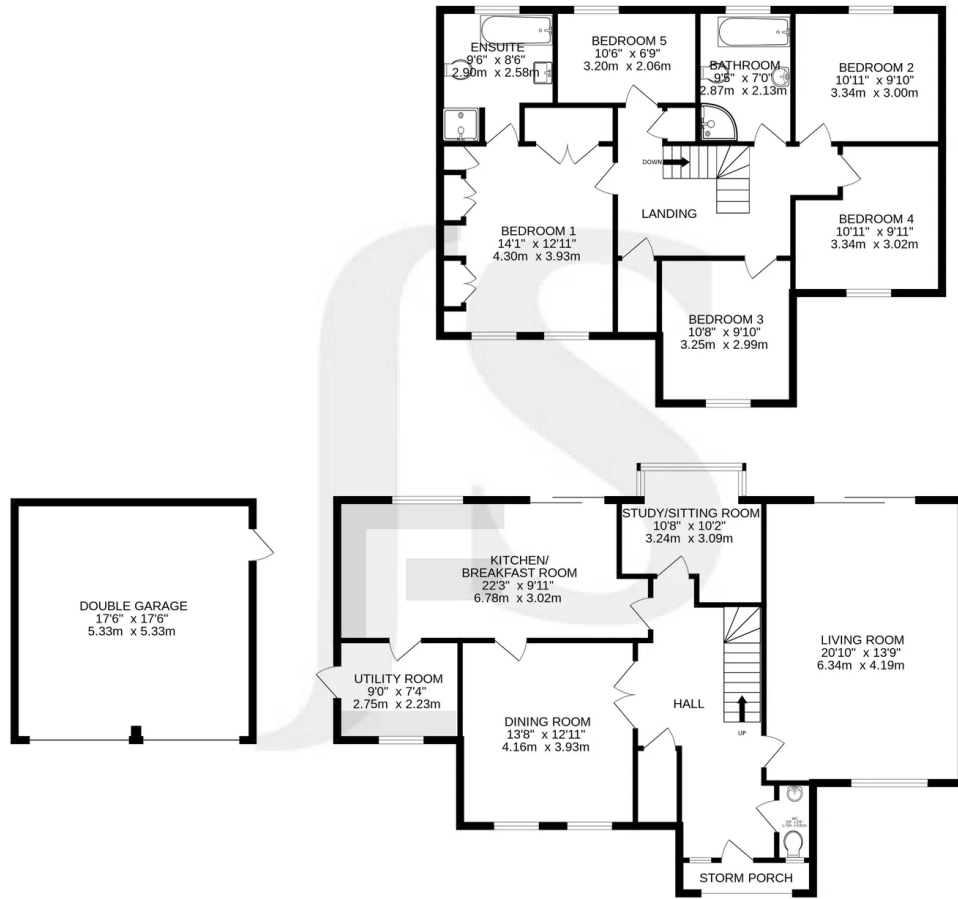 ENSUITE
9'6" x 8'6"
2.90m x 2.58m
BEDROOM 5
10'6" x 6'9"
3.20m x 2.06m
BATHROOM
9'5" x 7'0"
2.87m x 2.13m
BEDROOM 2
10'11" x 9'10"
3.34m x 3.00m
DOWN
LANDING
BEDROOM 1
14'1" x 12'11"
4.30m x 3.93m
BEDROOM 4
10'11" x 9'11"
3.34m x 3.02m
BEDROOM 3
10'8" x 9'10"
3.25m x 2.99m
STUDY/SITTING ROOM
10'8" x 10'2"
3.24m x 3.09m
KITCHEN/
BREAKFAST ROOM
22'3" x 9'11"
6.78m x 3.02m
DOUBLE GARAGE
17'6" x 17'6"
5.33m x 5.33m
LIVING ROOM
20'10" x 13'9"
6.34m x 4.19m
UTILITY ROOM
9'0" x 7'4"
2.75m x 2.23m
HALL
DINING ROOM
13'8" x 12'11"
4.16m x 3.93m
UP
WC
STORM PORCH